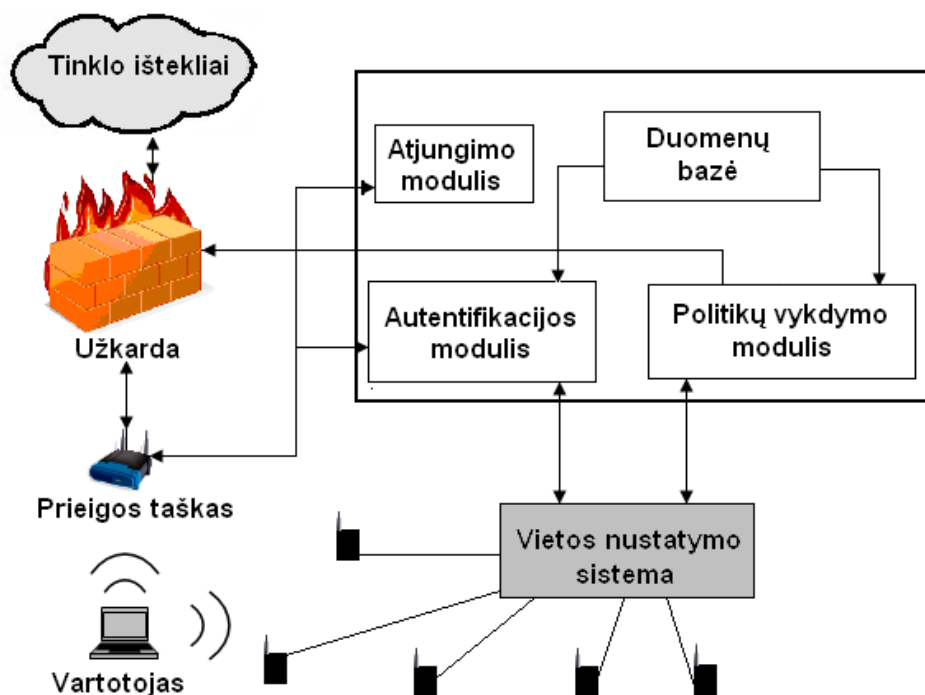 Tinklo ištekliai
Atjungimo
modulis
Duomenų
bazė
Užkarda
Autentifikacijos
modulis
Politikų vykdymo
modulis
Prieigos taškas
Vietos nustatymo
sistema
Vartotojas